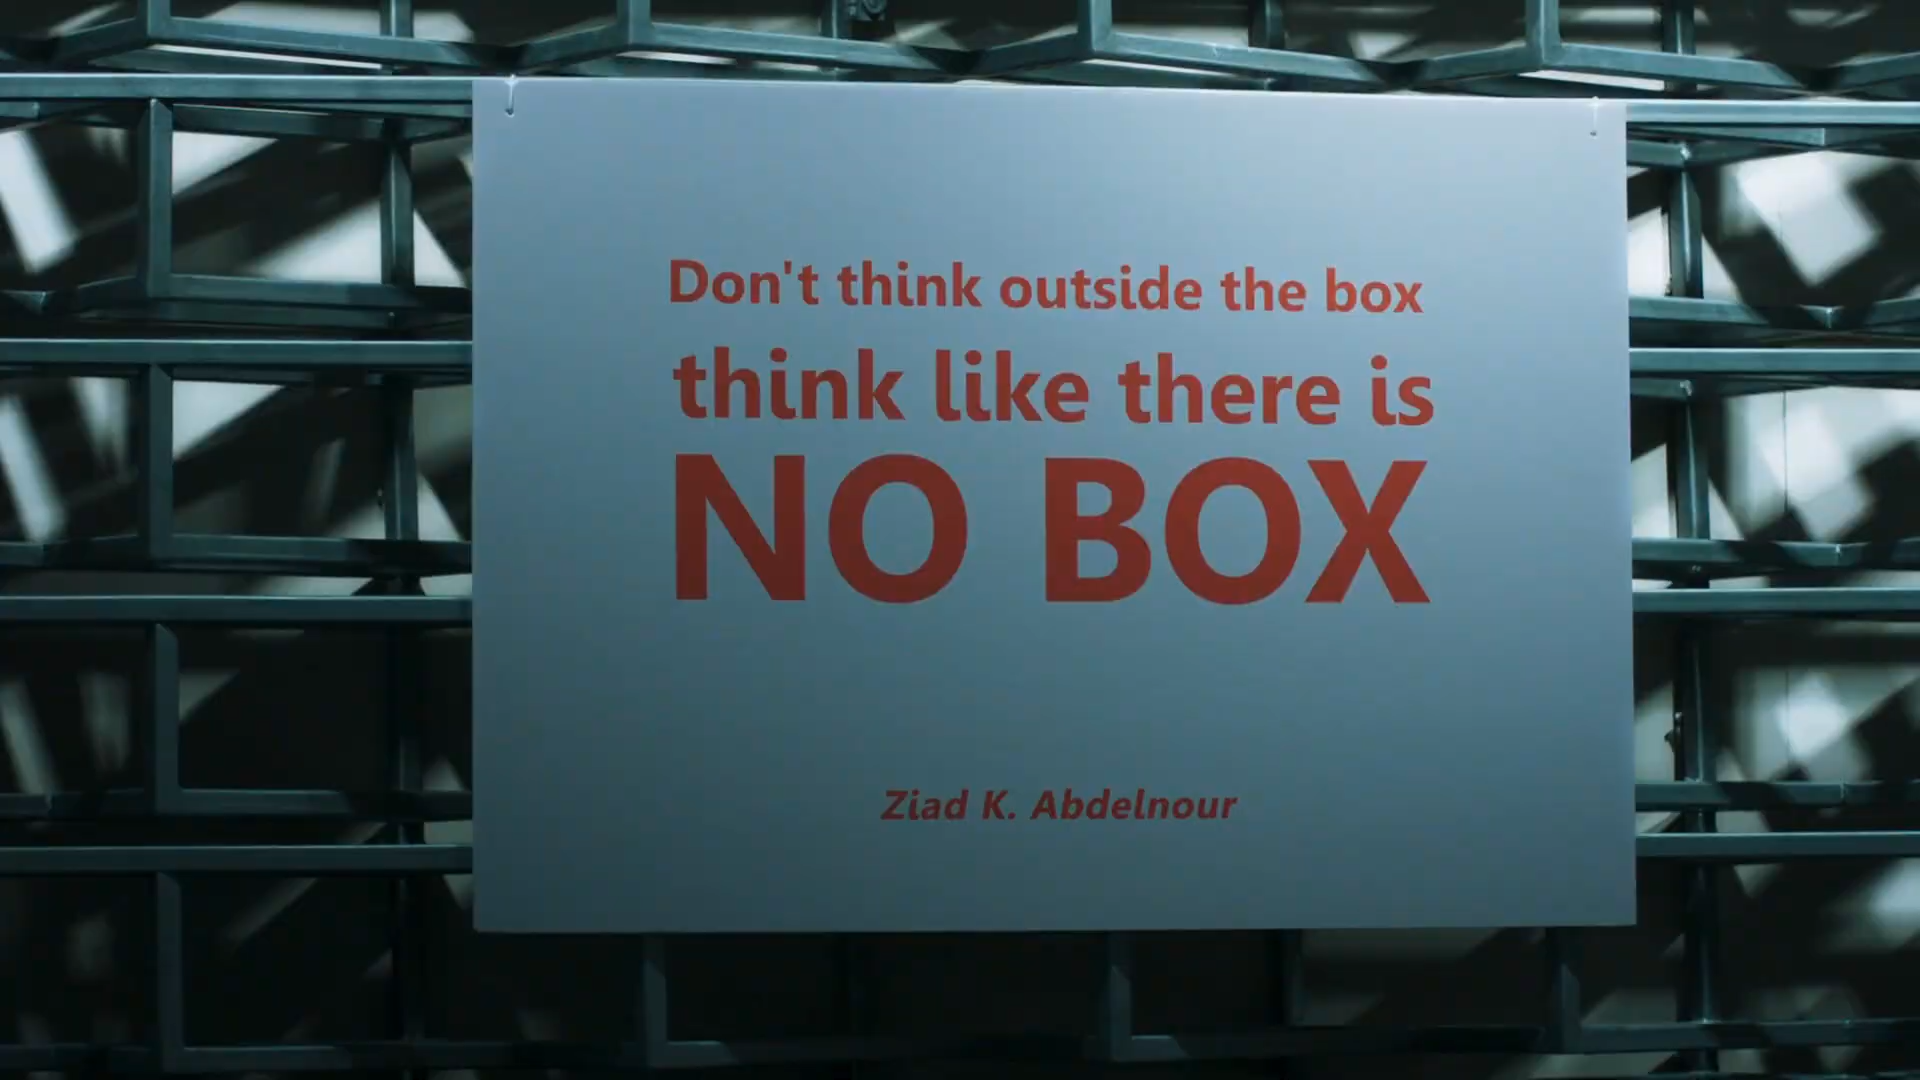 Don't think outside the box
think like there is
NO BOX
Ziad K. Abdelnour